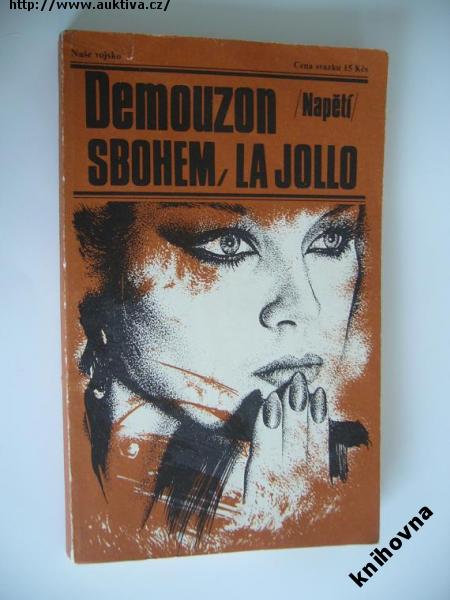 http://www.auktiva.cz/
Naše vojsko
Cena svazku 15 Kčs
Demouzon /Napětí/
SBOHEM, LA JOLLO
knihovna